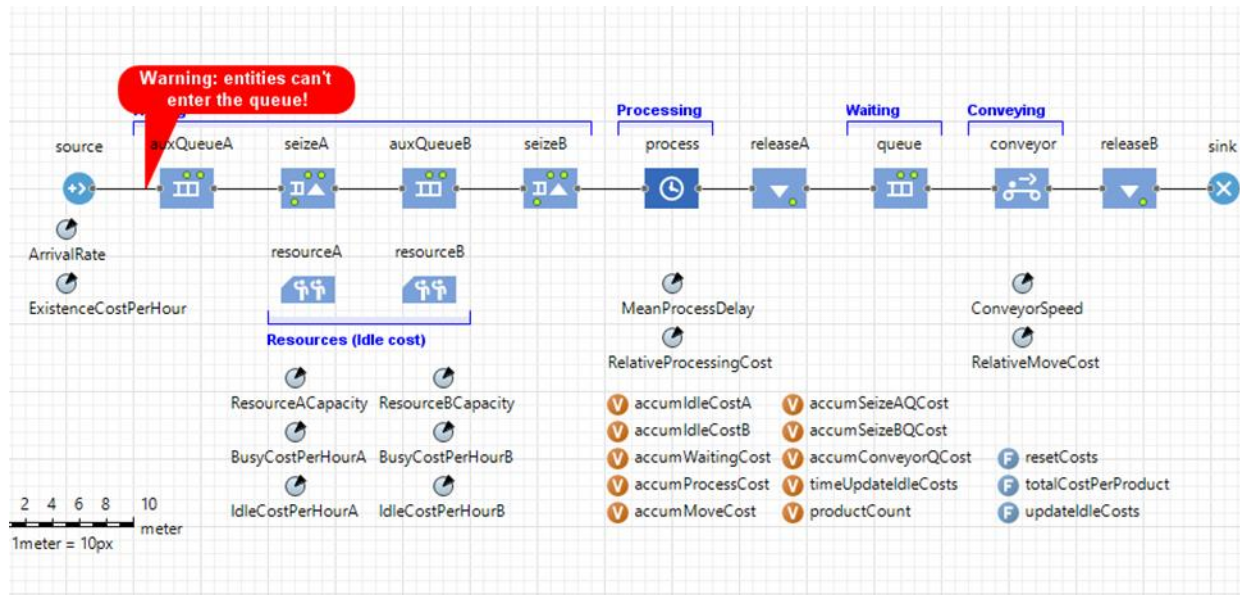 Warning: entities can't
enter the queue!
Processing
Waiting
Conveying
source
auxQueueA
seizeA
auxQueueB
seizeB
process
releaseA
queue
conveyor
releaseB
sink
ArrivalRate
resourceA
resourceB
ExistenceCostPerHour
MeanProcessDelay
ConveyorSpeed
Resources (Idle cost)
RelativeProcessingCost
RelativeMoveCost
ResourceACapacity
ResourceBCapacity
BusyCostPerHourA
BusyCostPerHourB
IdleCostPerHourA
IdleCostPerHourB
accumIdleCostA
accumIdleCostB
accumWaitingCost
accumProcessCost
accumMoveCost
accumSeizeAQCost
accumSeizeBQCost
accumConveyorQCost
timeUpdateIdleCosts
productCount
resetCosts
totalCostPerProduct
updateIdleCosts
2 4 6 8 10
meter
1meter = 10px